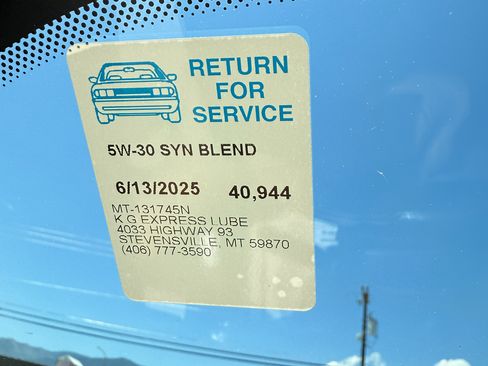 RETURN
FOR
SERVICE
5W-30 SYN BLEND
6/13/2025 40,944
MT-131745N
K G EXPRESS LUBE
4033 HIGHWAY 93
STEVENSVILLE, MT 59870
(406) 777-3590